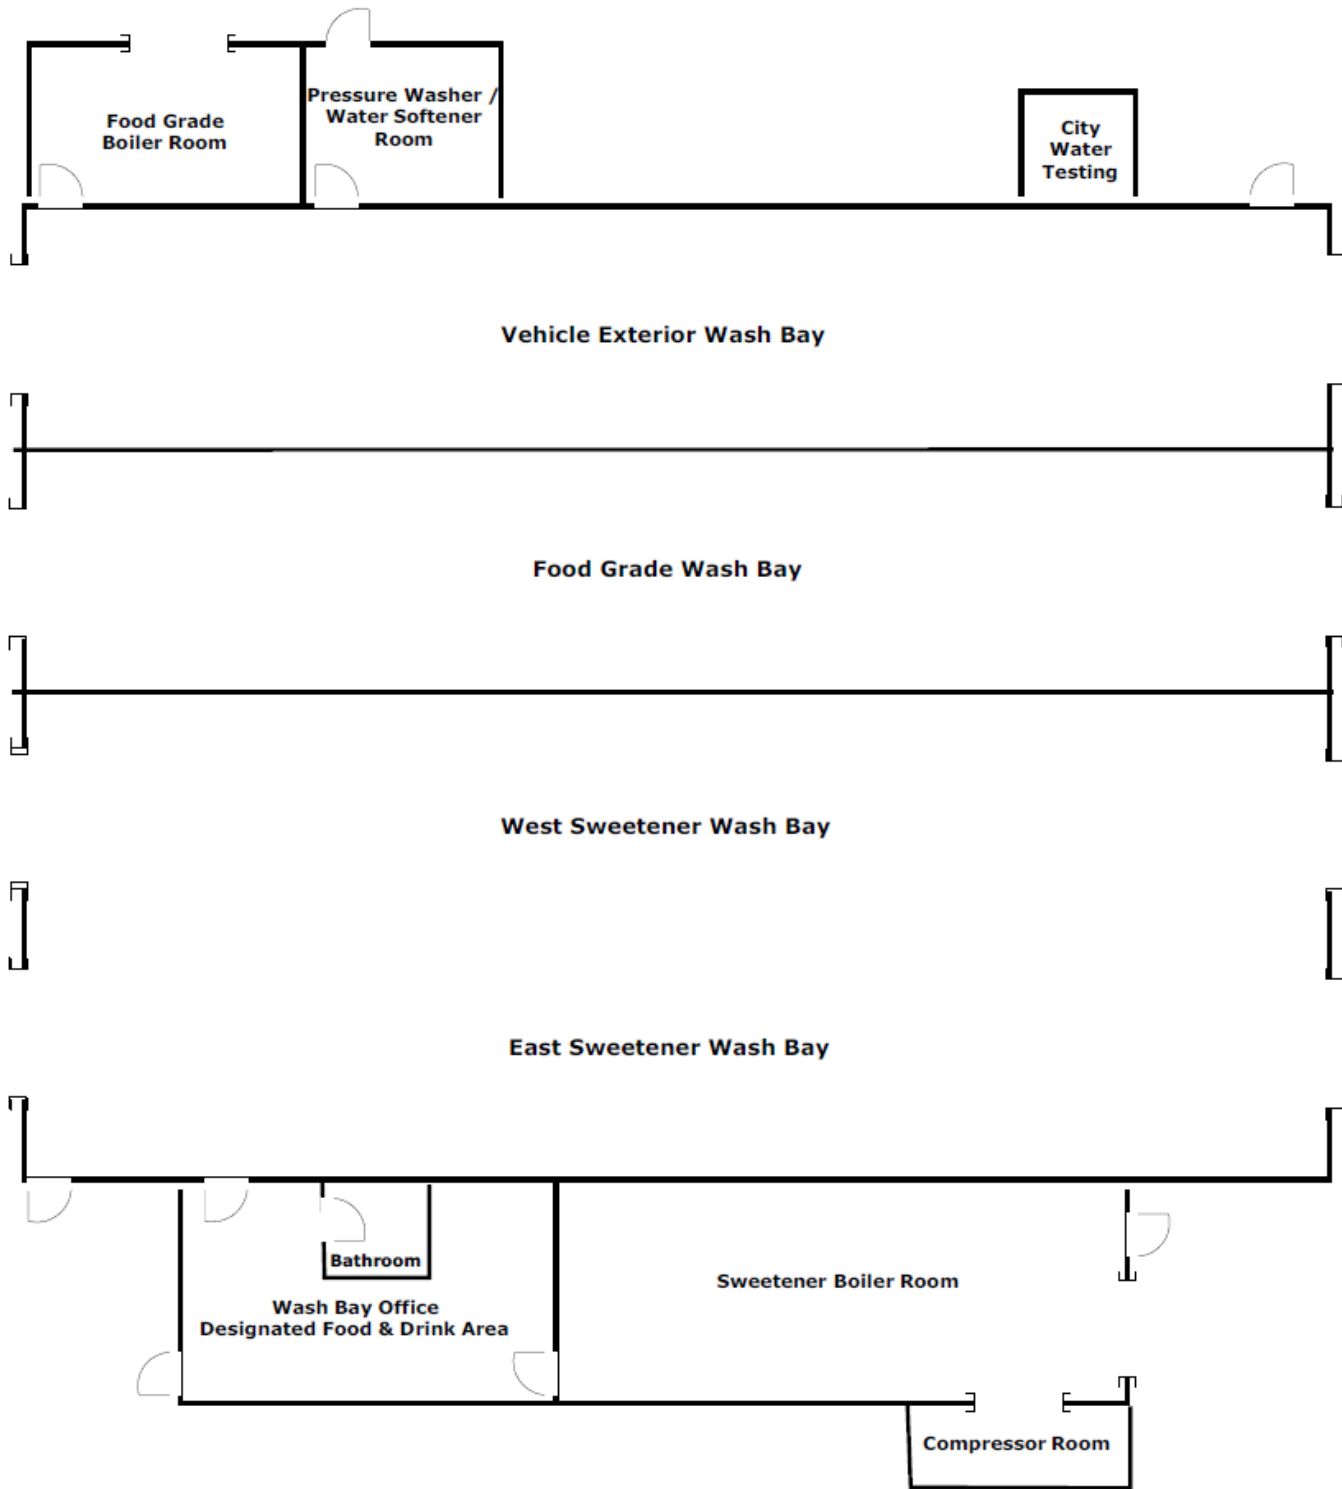 Food Grade
Boiler Room
Pressure Washer /
Water Softener
Room
City
Water
Testing
Vehicle Exterior Wash Bay
Food Grade Wash Bay
West Sweetener Wash Bay
East Sweetener Wash Bay
Bathroom
Wash Bay Office
Designated Food & Drink Area
Sweetener Boiler Room
Compressor Room